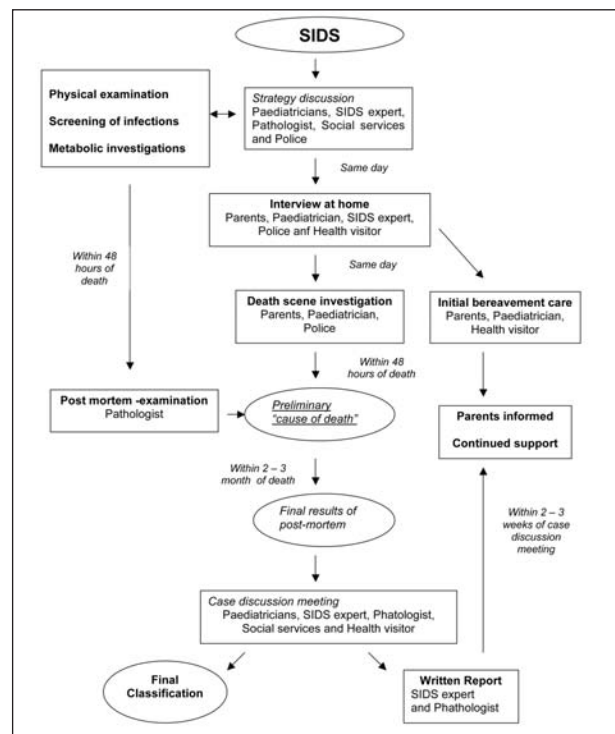 SIDS
Physical examination
Screening of infections
Metabolic investigations
Strategy discussion
Paediatricians, SIDS expert,
Pathologist, Social services
and Police
Same day
Interview at home
Parents, Paediatrician, SIDS expert,
Police anf Health visitor
Within 48
hours of
death
Same day
Death scene investigation
Parents, Paediatrician,
Police
Initial bereavement care
Parents, Paediatrician,
Health visitor
Within 48
hours of death
Post mortem -examination
Pathologist
Preliminary
"cause of death"
Parents informed
Continued support
Within 2 – 3
month of death
Final results of
post-mortem
Within 2 – 3
weeks of case
discussion
meeting
Case discussion meeting
Paediatricians, SIDS expert, Phatologist,
Social services and Health visitor
Final
Classification
Written Report
SIDS expert
and Phathologist